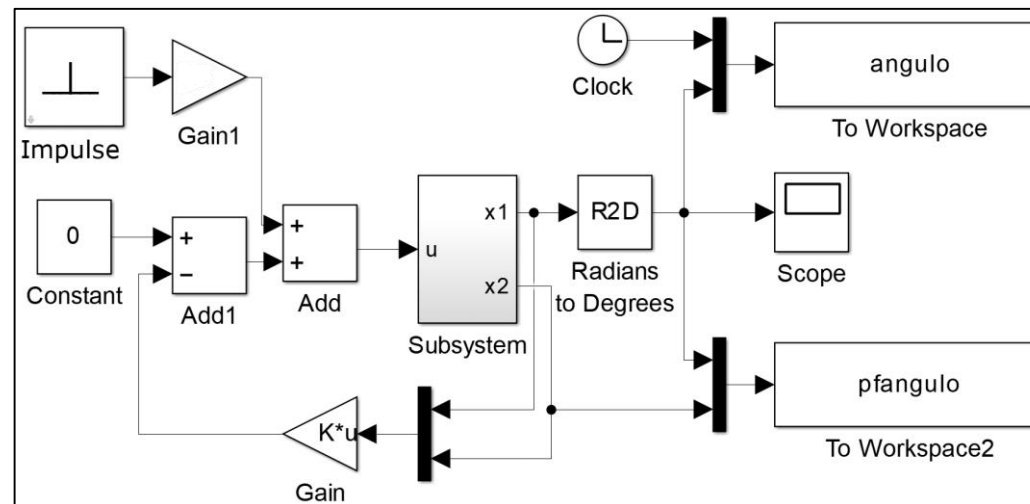 Impulse
Gain1
Clock
angulo
To Workspace
0
Constant
+
−
Add1
+
+
Add
u
x1
x2
Subsystem
R2D
Radians
to Degrees
Scope
K*u
Gain
pfangulo
To Workspace2